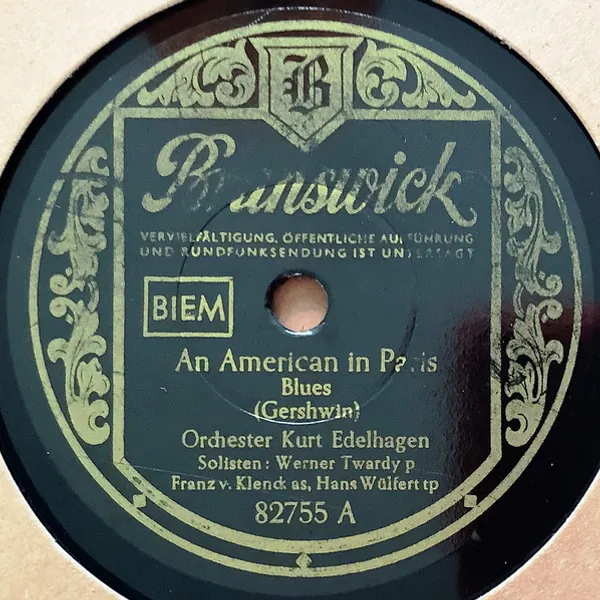 B
Brunswick
VERVIELFÄLTIGUNG, ÖFFENTLICHE AUFFÜHRUNG
UND RUNDFUNKSENDUNG IST UNTERSAGT
BIEM
An American in Paris
Blues
(Gershwin)
Orchester Kurt Edelhagen
Solisten: Werner Twardy p
Franz v. Klenck as, Hans Wülfert tp
82755 A